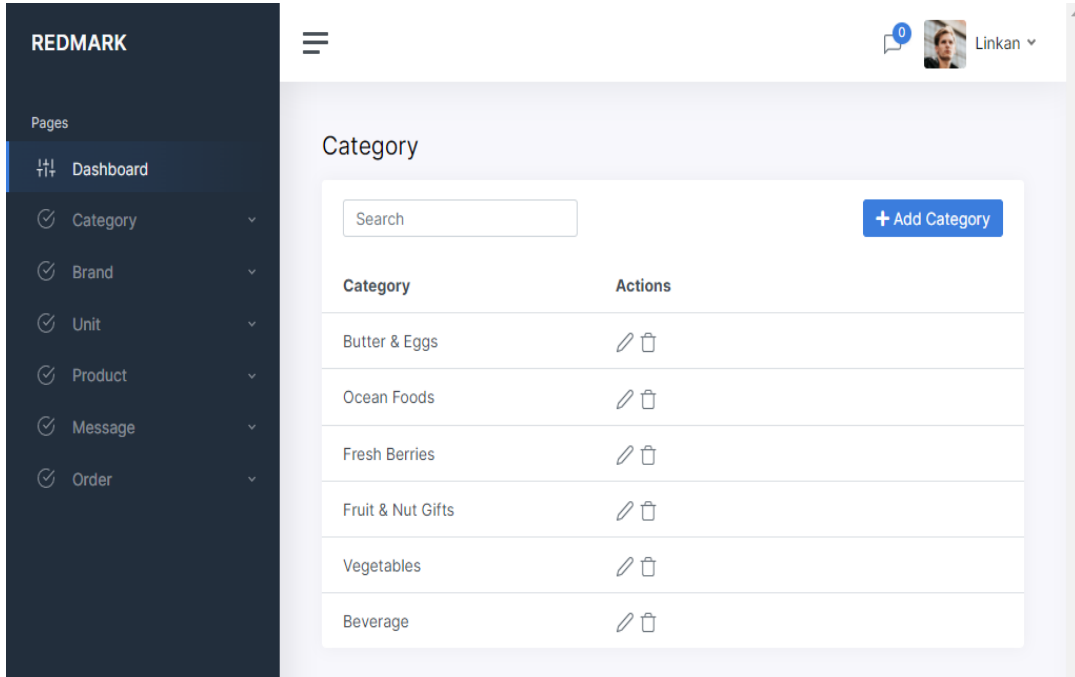 REDMARK
0
Linkan
Pages
Dashboard
Category
Brand
Unit
Product
Message
Order
Category
Search
Add Category
Category Actions
Butter & Eggs
Ocean Foods
Fresh Berries
Fruit & Nut Gifts
Vegetables
Beverage